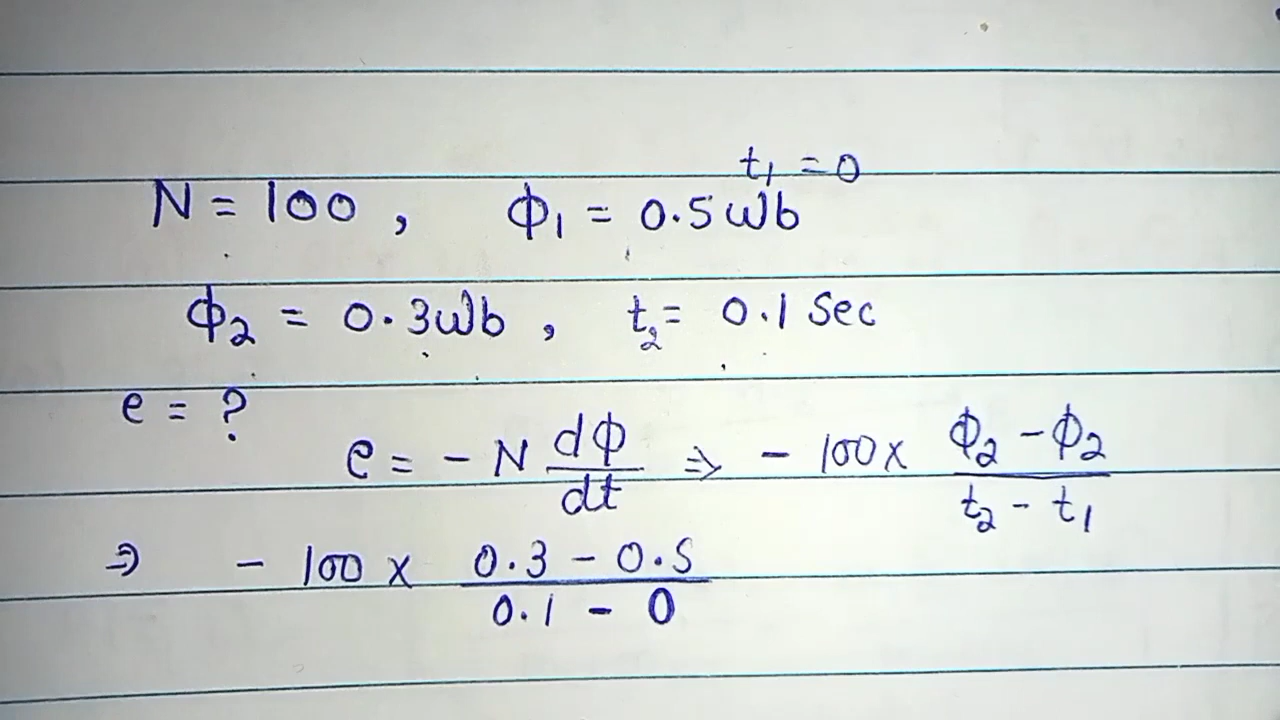 t₁ = 0
N = 100 , ϕ₁ = 0.5 wb
ϕ₂ = 0.3 wb , t₂ = 0.1 Sec
e = ?
e = - N dϕ/dt ⇒ - 100 × (ϕ₂ - ϕ₂)/(t₂ - t₁)
⇒ - 100 × (0.3 - 0.5)/(0.1 - 0)